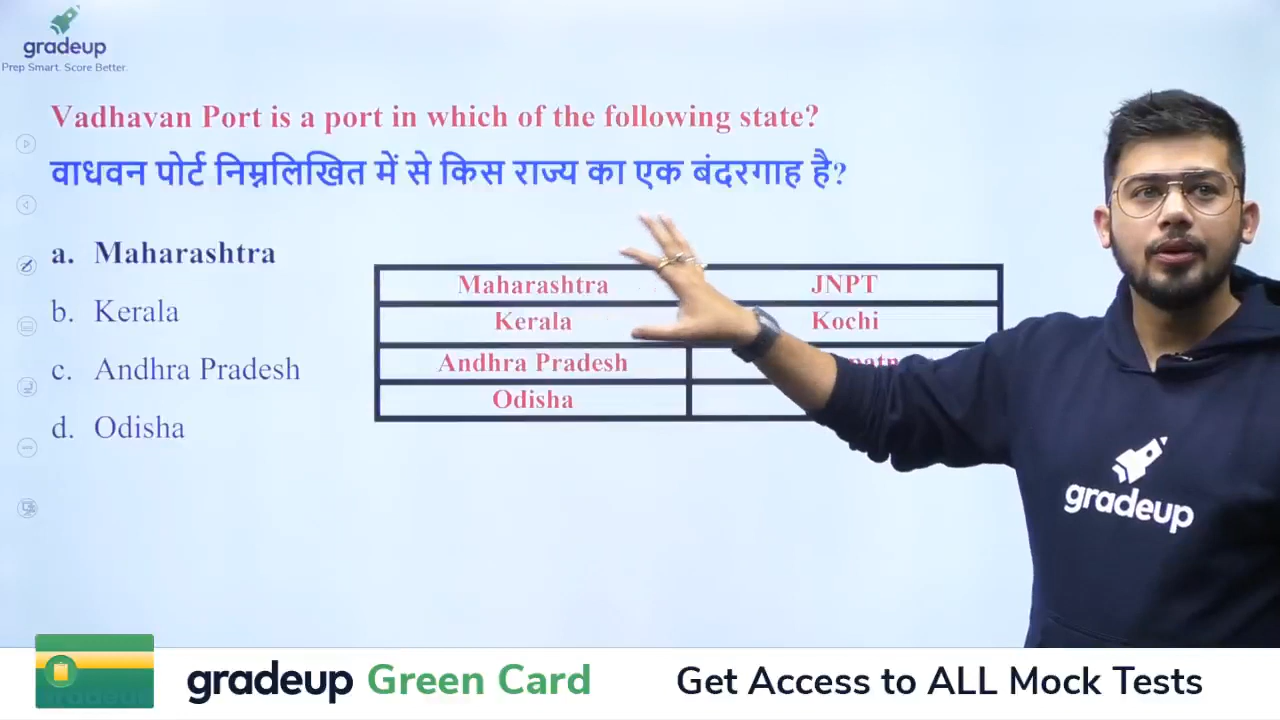 gradeup
Prep Smart. Score Better.
Vadhavan Port is a port in which of the following state?
वाधवन पोर्ट निम्नलिखित में से किस राज्य का एक बंदरगाह है?
a. Maharashtra
b. Kerala
c. Andhra Pradesh
d. Odisha
Maharashtra JNPT
Kerala Kochi
Andhra Pradesh
Odisha
gradeup
gradeup Green Card Get Access to ALL Mock Tests